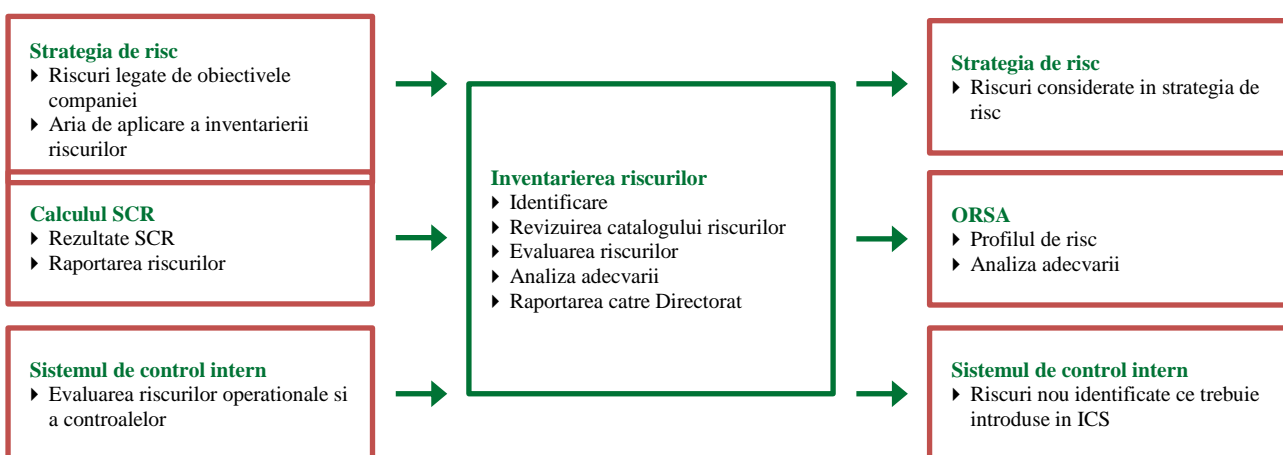 Strategia de risc
Riscuri legate de obiectivele
companiei
Aria de aplicare a inventarierii
riscurilor
Calculul SCR
Rezultate SCR
Raportarea riscurilor
Sistemul de control intern
Evaluarea riscurilor operationale si
a controalelor
Inventarierea riscurilor
Identificare
Revizuirea catalogului riscurilor
Evaluarea riscurilor
Analiza adecvarii
Raportarea catre Directorat
Strategia de risc
Riscuri considerate in strategia de
risc
ORSA
Profilul de risc
Analiza adecvarii
Sistemul de control intern
Riscuri nou identificate ce trebuie
introduse in ICS